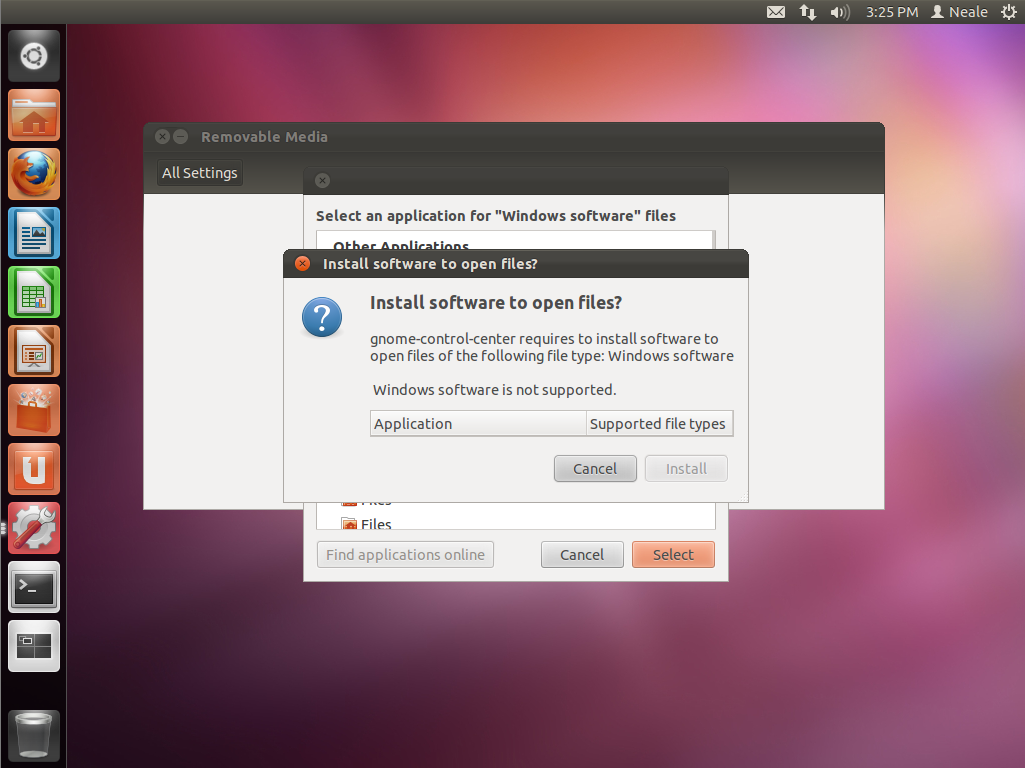 3:25 PM Neale
Removable Media
All Settings
Select an application for "Windows software" files
Other Applications
Install software to open files?
Install software to open files?
gnome-control-center requires to install software to
open files of the following file type: Windows software
Windows software is not supported.
Application Supported file types
Cancel Install
Files
Files
Find applications online Cancel Select